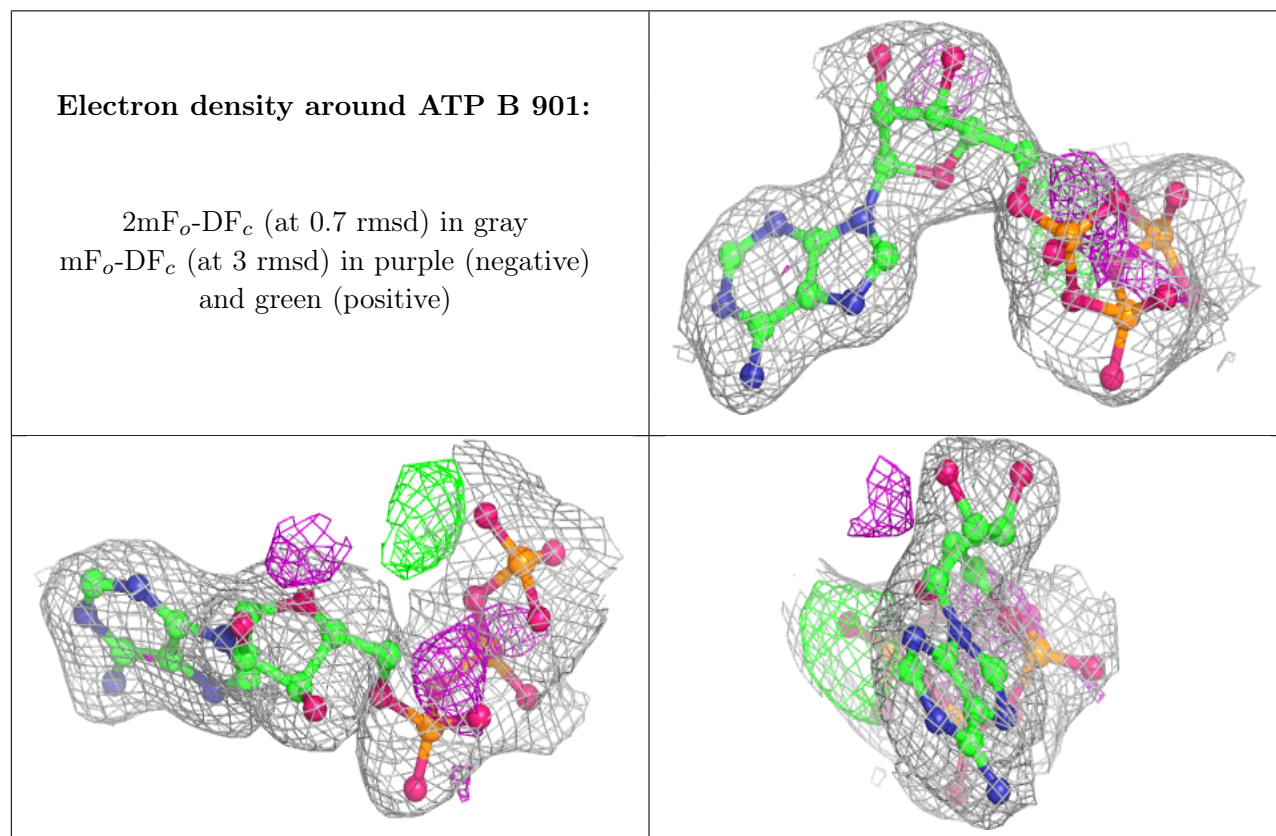 Electron density around ATP B 901:
2mFₒ-DF𝒸 (at 0.7 rmsd) in gray
mFₒ-DF𝒸 (at 3 rmsd) in purple (negative)
and green (positive)